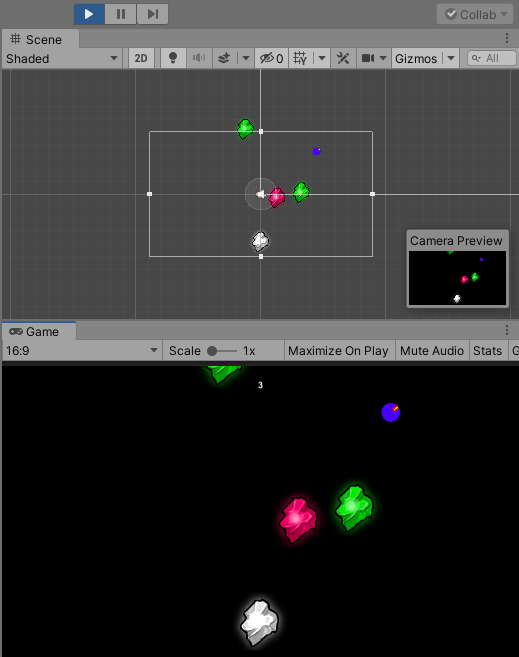 Collab
Scene
Shaded
2D
0
Gizmos
All
Camera Preview
Game
16:9
Scale
1x
Maximize On Play
Mute Audio
Stats
G
3